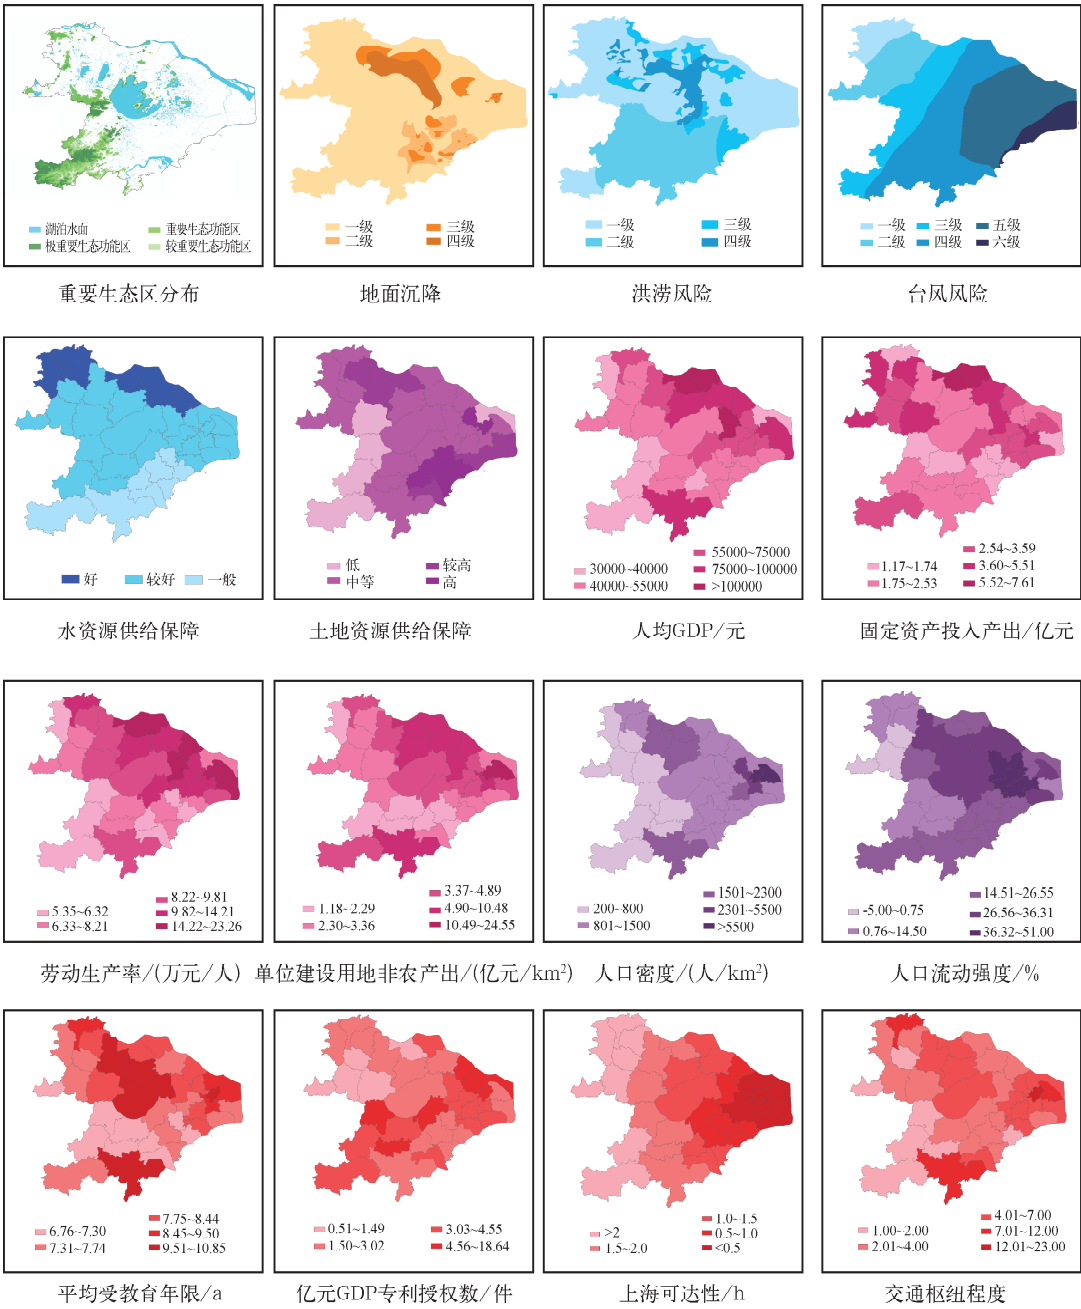 湖泊水面 重要生态功能区
极重要生态功能区 较重要生态功能区
一级 三级
二级 四级
一级 三级
二级 四级
一级 三级 五级
二级 四级 六级
重要生态区分布 地面沉降 洪涝风险 台风风险
好 较好 一般
低 较高
中等 高
55000~75000
30000~40000 75000~100000
40000~55000 >100000
2.54~3.59
1.17~1.74 3.60~5.51
1.75~2.53 5.52~7.61
水资源供给保障 土地资源供给保障 人均GDP/元 固定资产投入产出/亿元
8.22~9.81
5.35~6.32 9.82~14.21
6.33~8.21 14.22~23.26
3.37~4.89
1.18~2.29 4.90~10.48
2.30~3.36 10.49~24.55
1501~2300
200~800 2301~5500
801~1500 >5500
14.51~26.55
-5.00~0.75 26.56~36.31
0.76~14.50 36.32~51.00
劳动生产率/(万元/人) 单位建设用地非农产出/(亿元/km²) 人口密度/(人/km²) 人口流动强度/%
7.75~8.44
6.76~7.30 8.45~9.50
7.31~7.74 9.51~10.85
0.51~1.49 3.03~4.55
1.50~3.02 4.56~18.64
1.0~1.5
>2 0.5~1.0
1.5~2.0 <0.5
4.01~7.00
1.00~2.00 7.01~12.00
2.01~4.00 12.01~23.00
平均受教育年限/a 亿元GDP专利授权数/件 上海可达性/h 交通枢纽程度